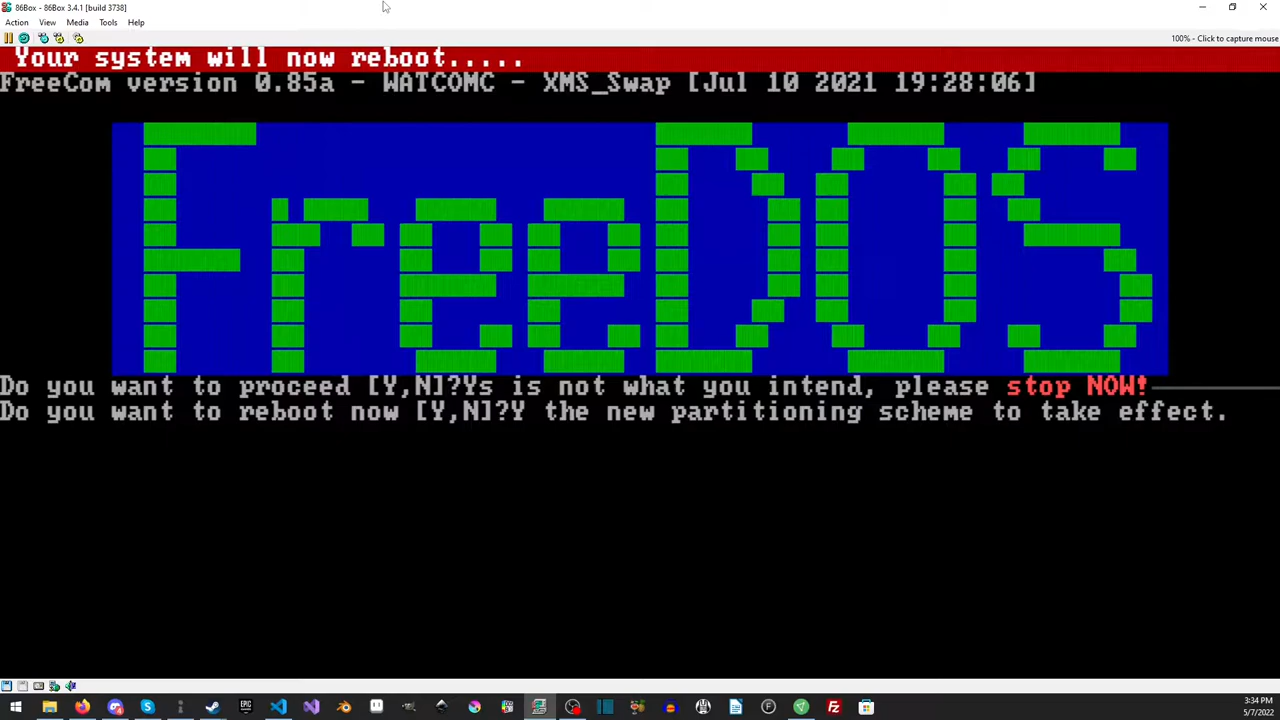 86Box - 86Box 3.4.1 [build 3738]
Action View Media Tools Help
100% - Click to capture mouse
Your system will now reboot.....
FreeCom version 0.85a - WATCOMC - XMS_Swap [Jul 10 2021 19:28:06]
FreeDOS
Do you want to proceed [Y,N]?Ys is not what you intend, please stop NOW!
Do you want to reboot now [Y,N]?Y the new partitioning scheme to take effect.
EPIC
3:34 PM
5/7/2022